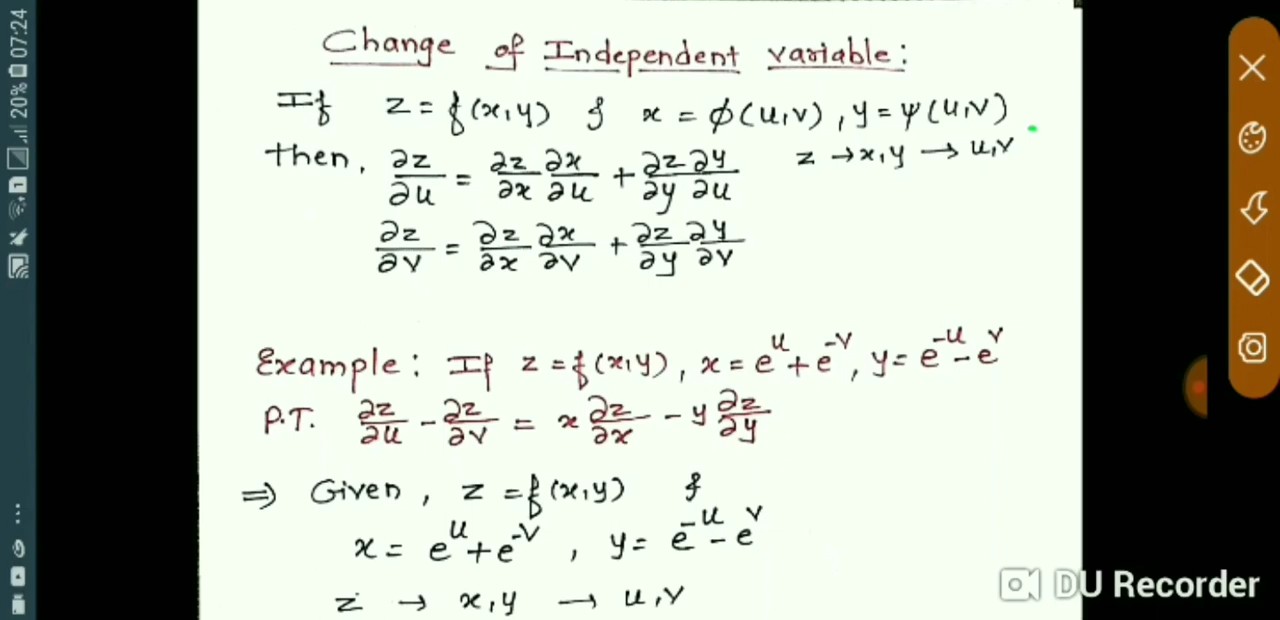 20% 07:24
Change of Independent variable:
If z = f(x,y) & x = φ(u,v), y = ψ(u,v)
then, ∂z/∂u = ∂z/∂x ∂x/∂u + ∂z/∂y ∂y/∂u z → x,y → u,v
∂z/∂v = ∂z/∂x ∂x/∂v + ∂z/∂y ∂y/∂v
Example: If z = f(x,y), x = e^u + e^-v, y = e^-u - e^v
P.T. ∂z/∂u - ∂z/∂v = x ∂z/∂x - y ∂z/∂y
⇒ Given, z = f(x,y) &
x = e^u + e^-v, y = e^-u - e^v
z → x,y → u,v
DU Recorder